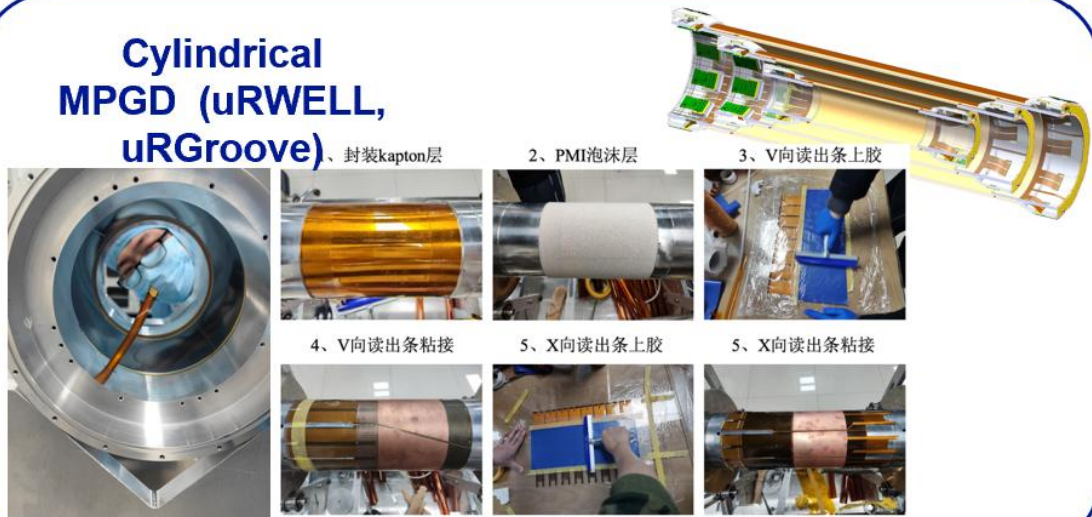 Cylindrical
MPGD (uRWELL,
uRGroove)
、封装kapton层
2、PMI泡沫层
3、V向读出条上胶
4、V向读出条粘接
5、X向读出条上胶
5、X向读出条粘接